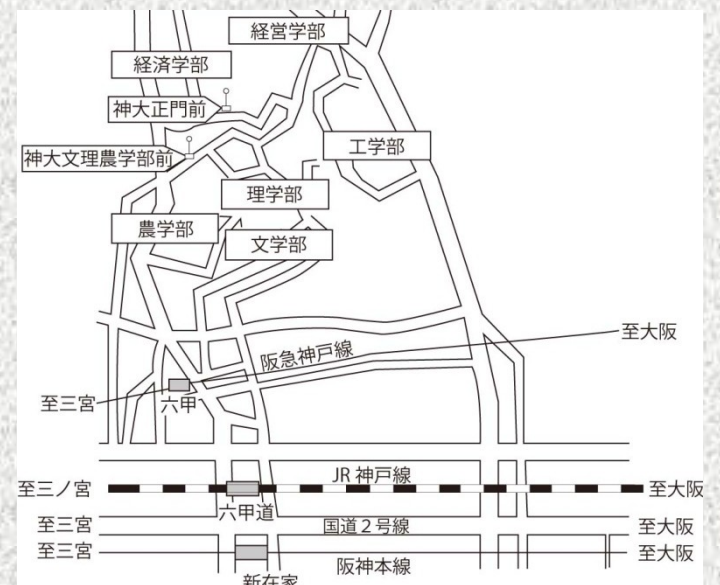 経営学部
経済学部
神大正門前
工学部
神大文理農学部前
理学部
農学部
文学部
至大阪
阪急神戸線
至三宮
六甲
JR 神戸線
至三ノ宮
至大阪
六甲道
至三宮
国道２号線
至大阪
至三宮
至大阪
阪神本線
新在家